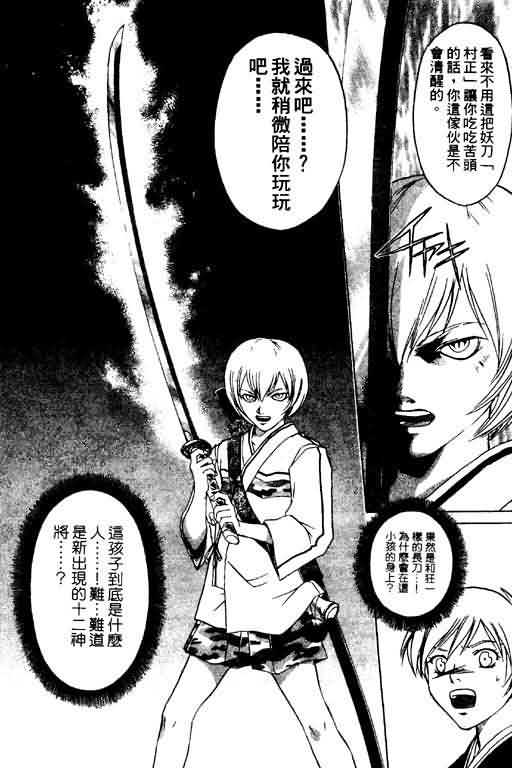 看來不用這把妖刀「
村正」讓你吃吃苦頭
的話，你這傢伙是不
會清醒的。
過來吧……？
我就稍微陪你玩玩
吧……
果然是和狂一
樣的長刀…！
為什麼會在這
小孩的身上？
這孩子到底是什麼
人……！難…難道
是新出現的十二神
將……？